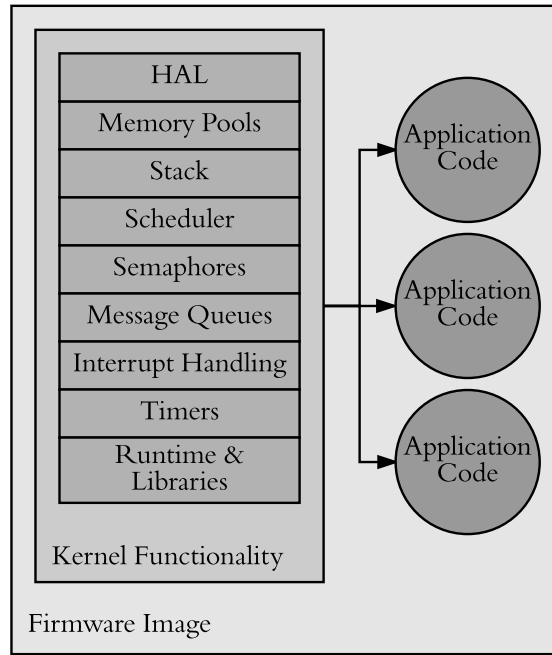 HAL
Memory Pools
Stack
Scheduler
Semaphores
Message Queues
Interrupt Handling
Timers
Runtime &
Libraries
Kernel Functionality
Application
Code
Application
Code
Application
Code
Firmware Image